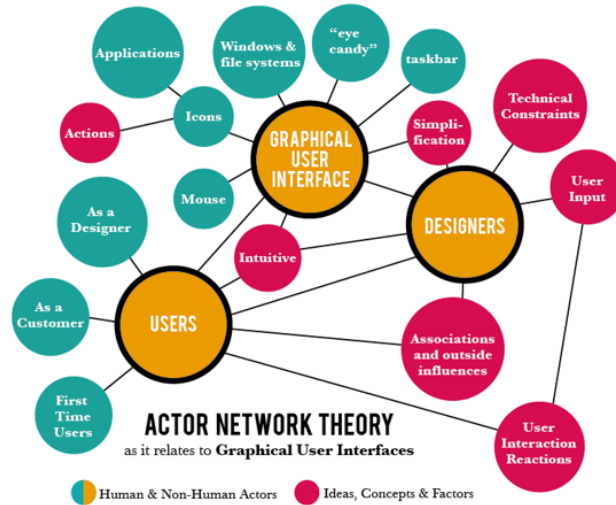 Applications
Windows &
file systems
“eye
candy”
taskbar
Icons
Actions
GRAPHICAL
USER
INTERFACE
Simpli-
fication
Technical
Constraints
User
Input
Mouse
As a
Designer
DESIGNERS
Intuitive
As a
Customer
USERS
Associations
and outside
influences
First
Time
Users
ACTOR NETWORK THEORY
as it relates to Graphical User Interfaces
User
Interaction
Reactions
Human & Non-Human Actors
Ideas, Concepts & Factors